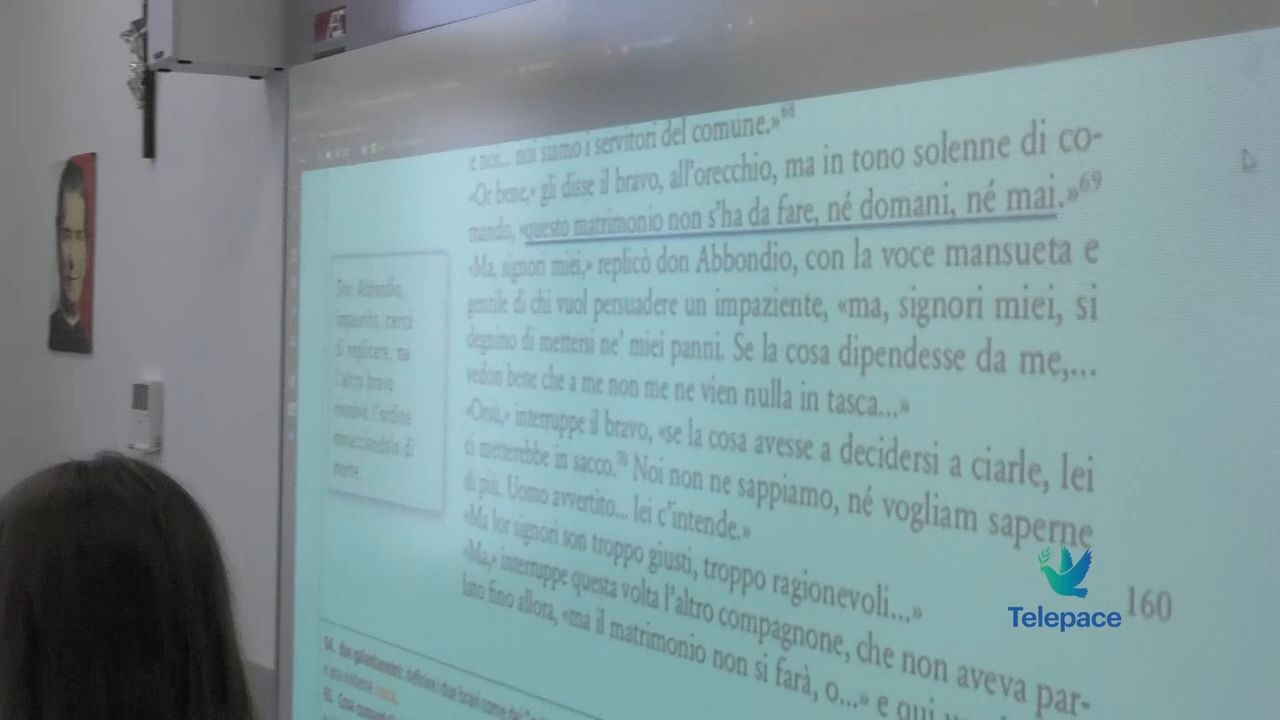 e noi... noi siamo i servitori del comune.»68
«Or bene,» gli disse il bravo, all'orecchio, ma in tono solenne di co-
mando, «questo matrimonio non s'ha da fare, né domani, né mai.»69
«Ma, signori miei,» replicò don Abbondio, con la voce mansueta e
gentile di chi vuol persuadere un impaziente, «ma, signori miei, si
degnino di mettersi ne' miei panni. Se la cosa dipendesse da me,...
vedon bene che a me non me ne vien nulla in tasca...»
«Orsù,» interruppe il bravo, «se la cosa avesse a decidersi a ciarle, lei
ci metterebbe in sacco.70 Noi non ne sappiamo, né vogliam saperne
di più. Uomo avvertito... lei c'intende.»
«Ma lor signori son troppo giusti, troppo ragionevoli...»
«Ma,» interruppe questa volta l'altro compagnone, che non aveva par-
lato fino allora, «ma il matrimonio non si farà, o...» e qui
160
Don Abbondio,
impaurito, cerca
di replicare, ma
l'altro bravo
rinnova l'ordine
minacciandolo di
morte.
Telepace